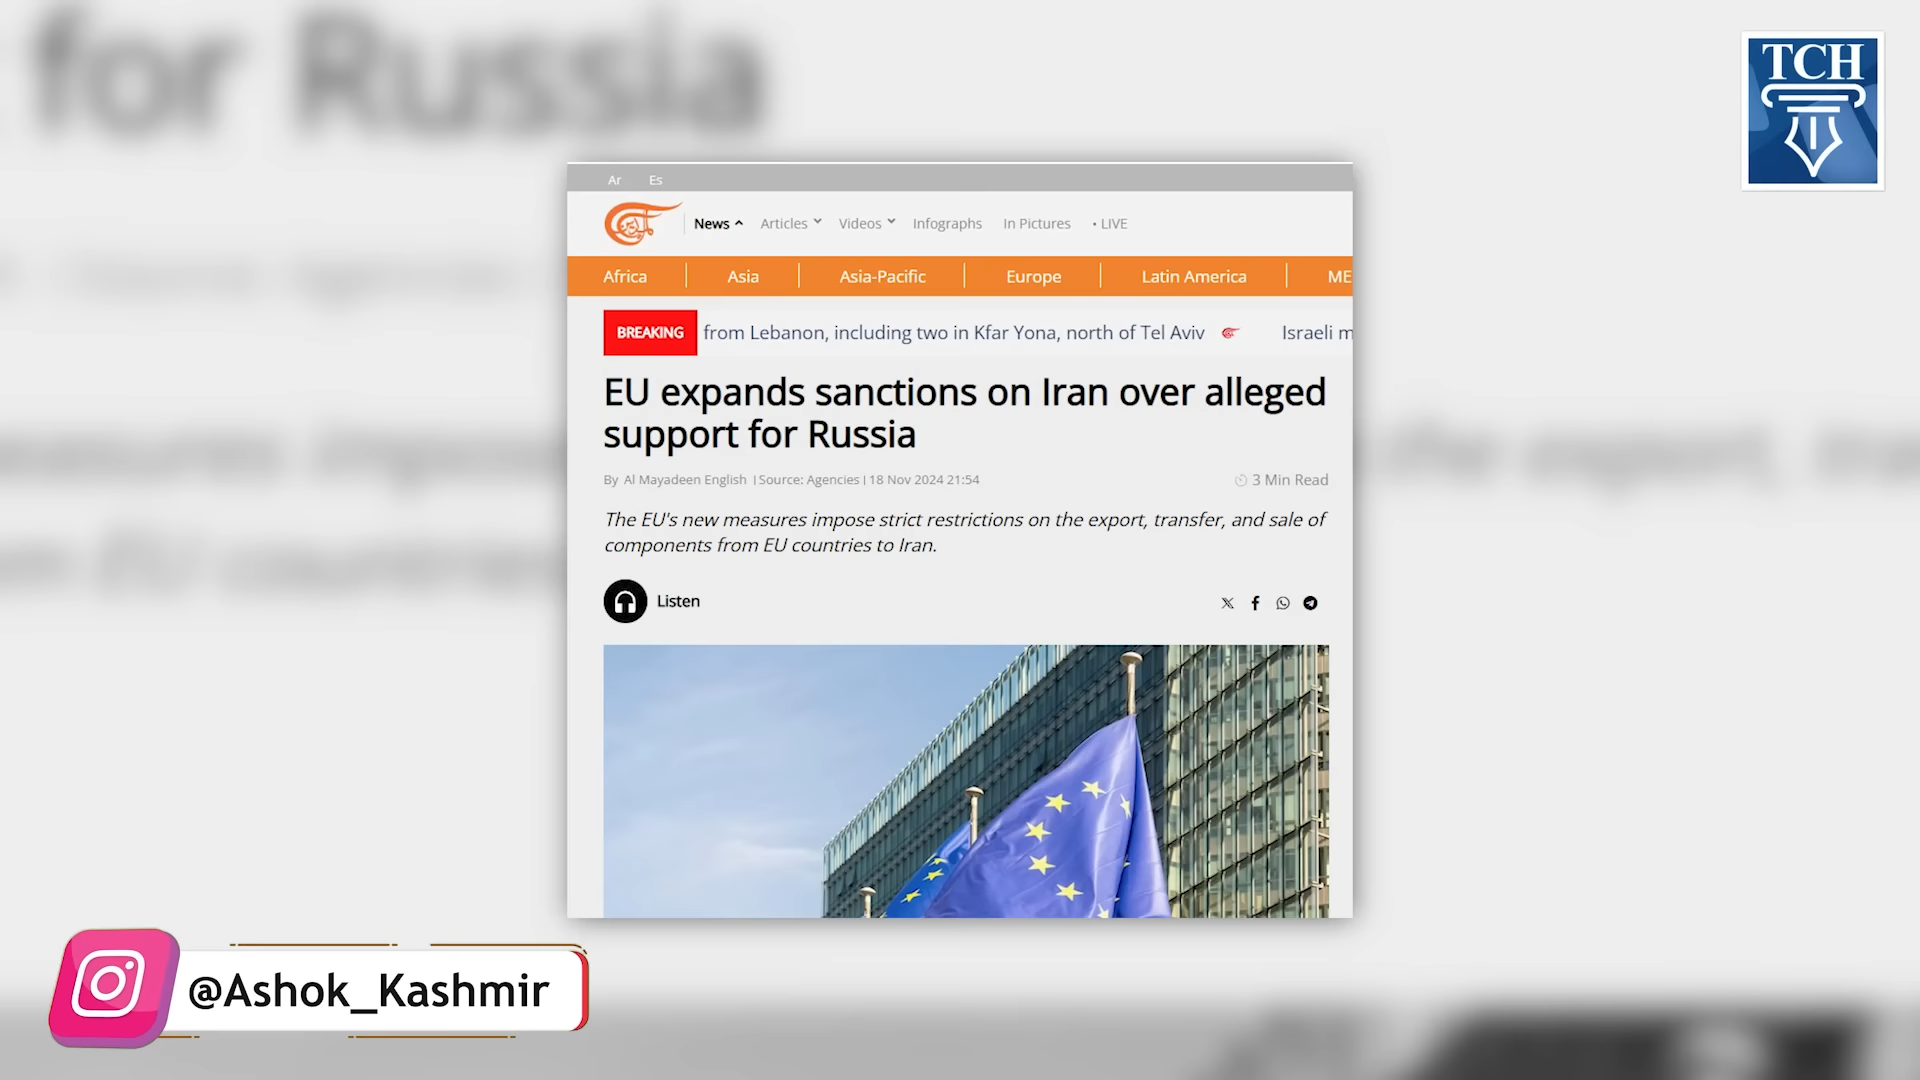 for Russia
TCH
Ar Es
News Articles Videos Infographs In Pictures • LIVE
Africa Asia Asia-Pacific Europe Latin America ME
BREAKING from Lebanon, including two in Kfar Yona, north of Tel Aviv Israeli m
EU expands sanctions on Iran over alleged
support for Russia
By Al Mayadeen English | Source: Agencies | 18 Nov 2024 21:54
3 Min Read
The EU's new measures impose strict restrictions on the export, transfer, and sale of
components from EU countries to Iran.
Listen
@Ashok_Kashmir